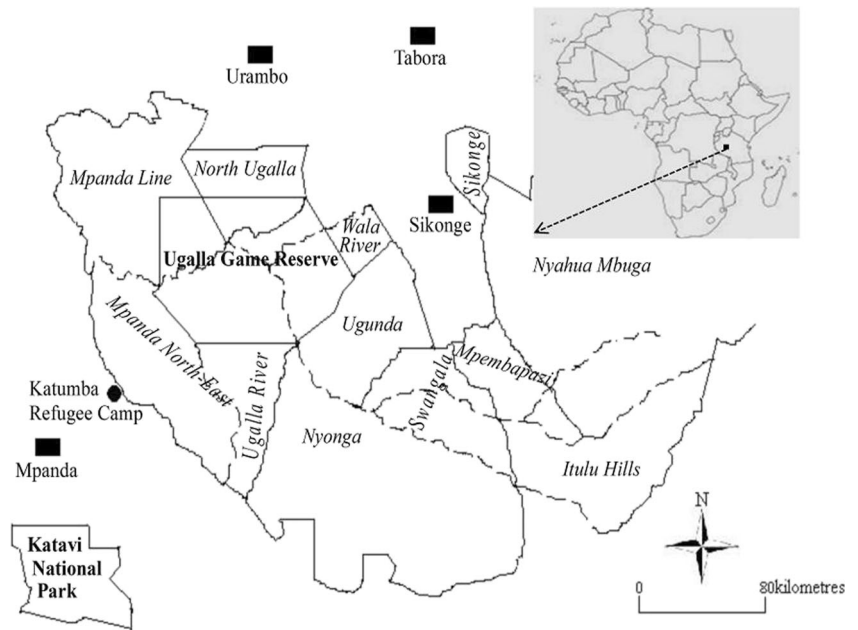 Urambo
Tabora
Mpanda Line
North Ugalla
Sikonge
Wala
River
Sikonge
Ugalla Game Reserve
Nyahua Mbuga
Mpanda North-East
Ugunda
Ugalla River
Swangala
Mpembapazi
Katumba
Refugee Camp
Nyonga
Mpanda
Itulu Hills
Katavi
National
Park
N
0
80kilometres